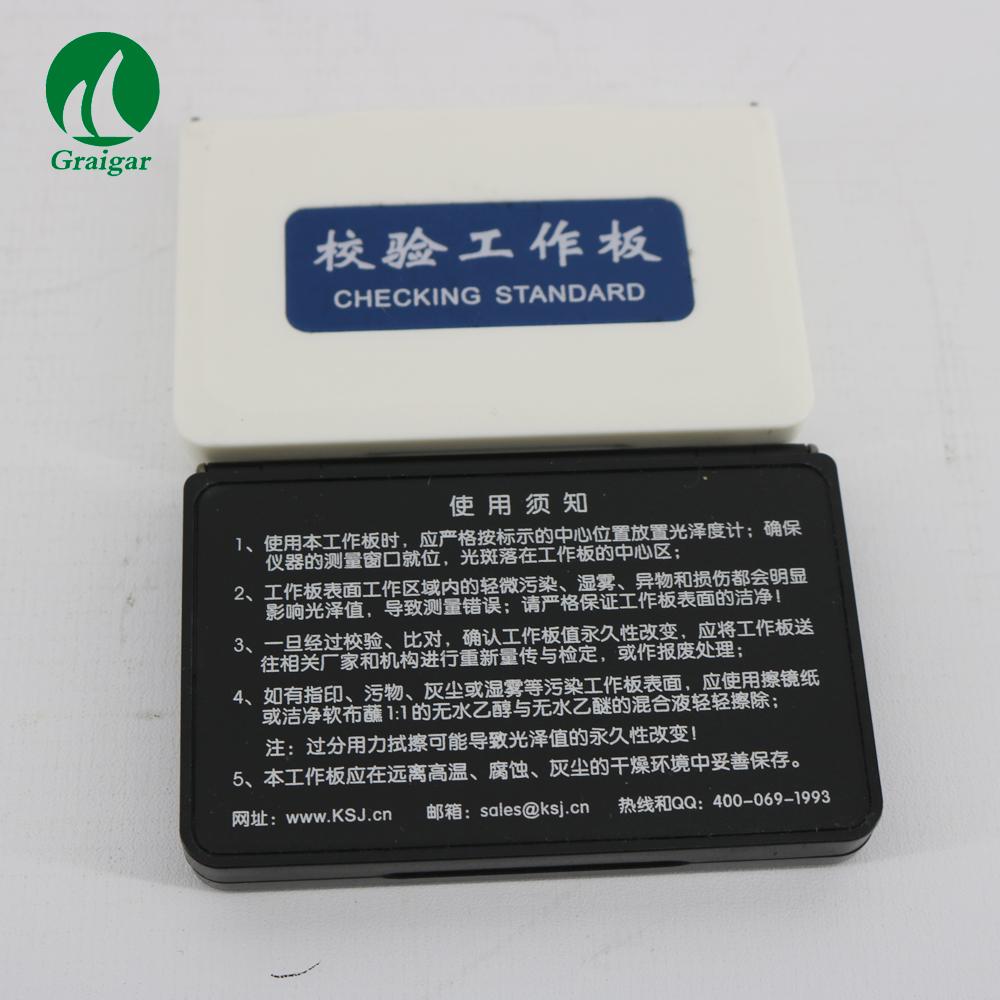 Graigar
校验工作板
CHECKING STANDARD
使用须知
1、使用本工作板时，应严格按标示的中心位置放置光泽度计；确保
仪器的测量窗口就位，光斑落在工作板的中心区；
2、工作板表面工作区域内的轻微污染、湿雾、异物和损伤都会明显
影响光泽值，导致测量错误；请严格保证工作板表面的洁净！
3、一旦经过校验、比对，确认工作板值永久性改变，应将工作板送
往相关厂家和机构进行重新量传与检定，或作报废处理；
4、如有指印、污物、灰尘或湿雾等污染工作板表面，应使用擦镜纸
或洁净软布蘸1:1的无水乙醇与无水乙醚的混合液轻轻擦除；
注：过分用力拭擦可能导致光泽值的永久性改变！
5、本工作板应在远离高温、腐蚀、灰尘的干燥环境中妥善保存。
网址：www.KSJ.cn 邮箱：sales@ksj.cn 热线和QQ：400-069-1993